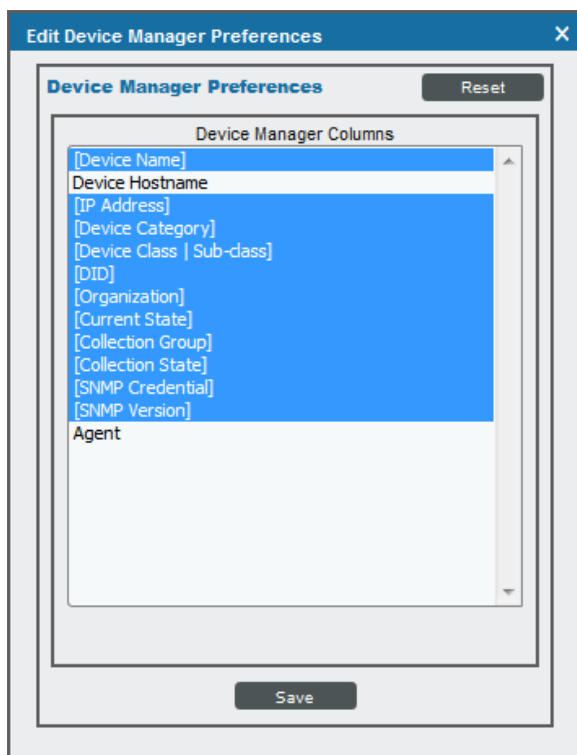 Edit Device Manager Preferences
Device Manager Preferences
Reset
Device Manager Columns
[Device Name]
Device Hostname
[IP Address]
[Device Category]
[Device Class | Sub-class]
[DID]
[Organization]
[Current State]
[Collection Group]
[Collection State]
[SNMP Credential]
[SNMP Version]
Agent
Save